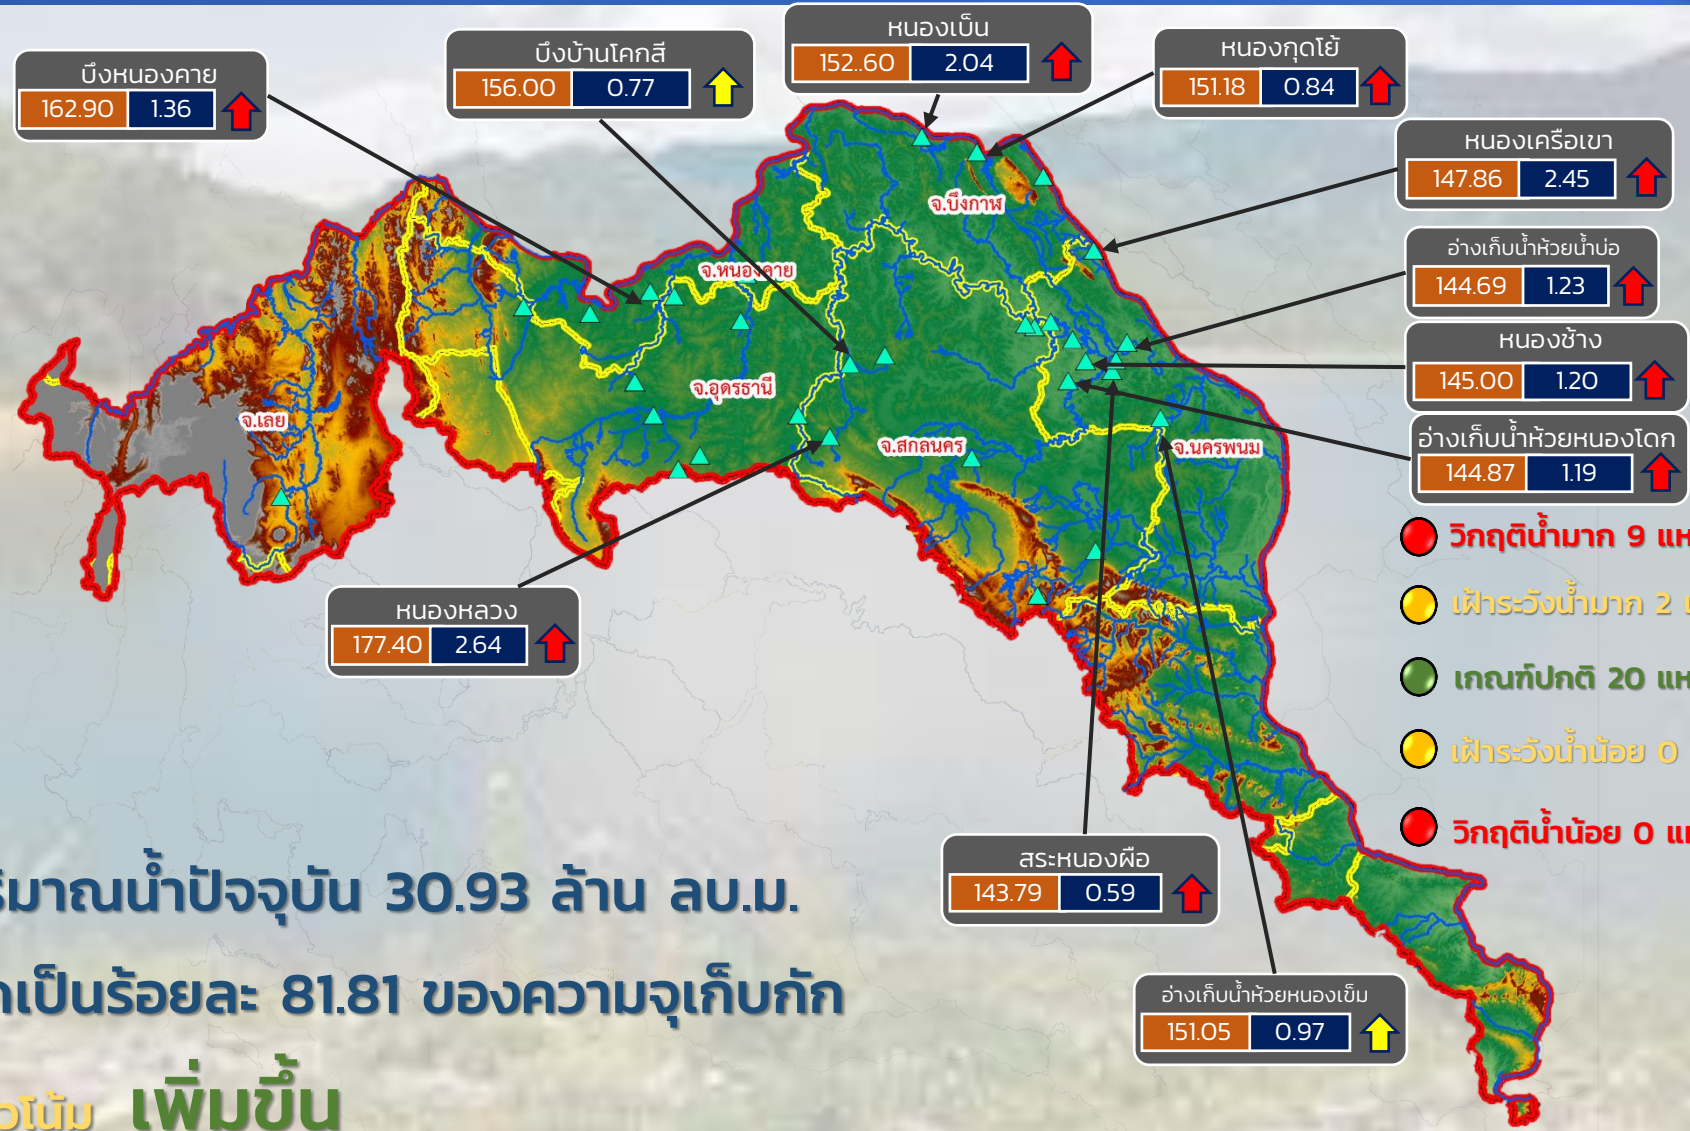 หนองเบ็น
152..60 2.04
บึงบ้านโคกสี
156.00 0.77
หนองกุดโย้
151.18 0.84
บึงหนองคาย
162.90 1.36
หนองเครือเขา
147.86 2.45
จ.บึงกาฬ
อ่างเก็บน้ำห้วยน้ำบ่อ
144.69 1.23
จ.หนองคาย
หนองช้าง
145.00 1.20
จ.อุดรธานี
จ.เลย
จ.สกลนคร
จ.นครพนม
อ่างเก็บน้ำห้วยหนองโดก
144.87 1.19
วิกฤติน้ำมาก 9
เฝ้าระวังน้ำมาก 2
หนองหลวง
177.40 2.64
เกณฑ์ปกติ 20
เฝ้าระวังน้ำน้อย 0
วิกฤติน้ำน้อย 0
สระหนองผือ
143.79 0.59
ริมาณน้ำปัจจุบัน 30.93 ล้าน ลบ.ม.
เป็นร้อยละ 81.81 ของความจุเก็บกัก
อ่างเก็บน้ำห้วยหนองเข็ม
151.05 0.97
วโน้ม เพิ่มขึ้น